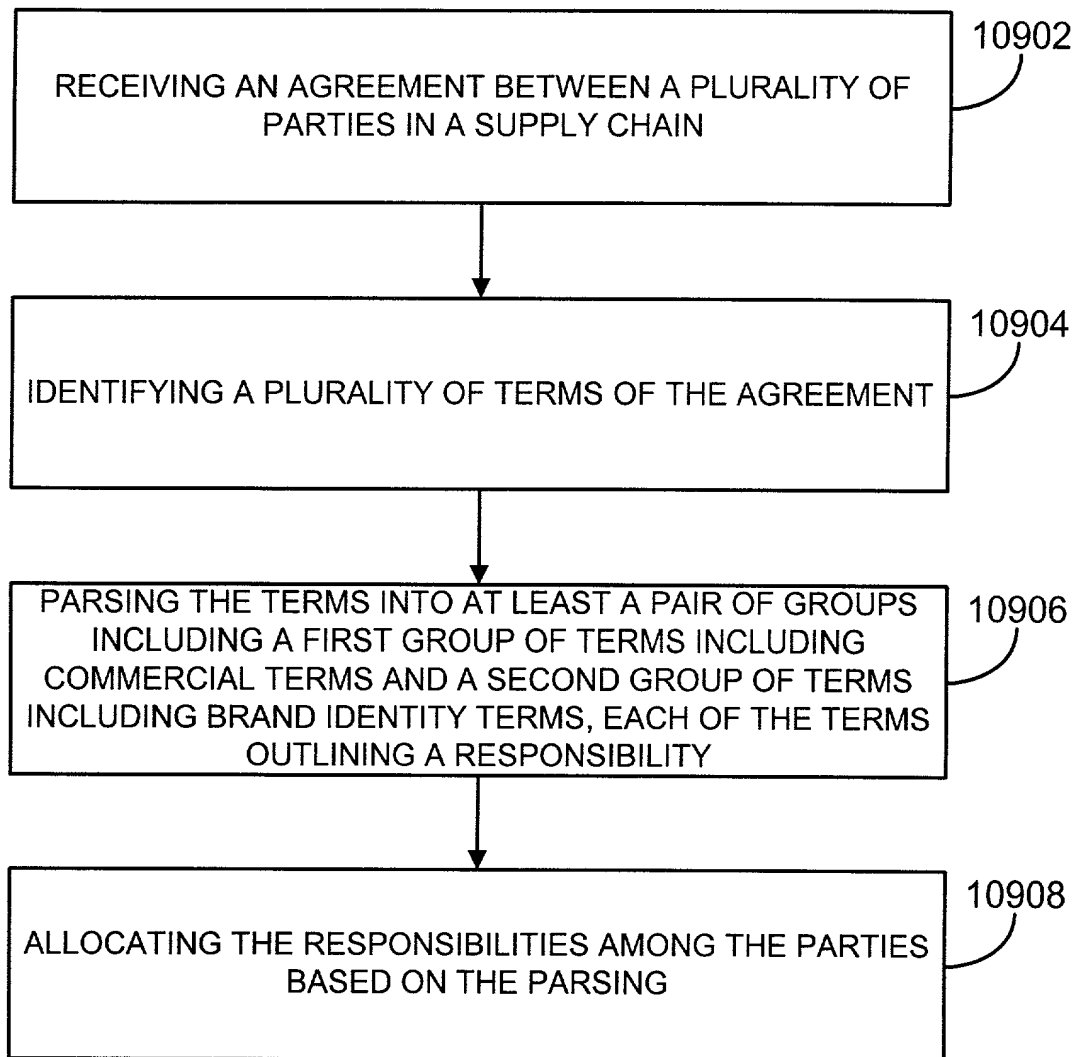 10902
RECEIVING AN AGREEMENT BETWEEN A PLURALITY OF
PARTIES IN A SUPPLY CHAIN
10904
IDENTIFYING A PLURALITY OF TERMS OF THE AGREEMENT
10906
PARSING THE TERMS INTO AT LEAST A PAIR OF GROUPS
INCLUDING A FIRST GROUP OF TERMS INCLUDING
COMMERCIAL TERMS AND A SECOND GROUP OF TERMS
INCLUDING BRAND IDENTITY TERMS, EACH OF THE TERMS
OUTLINING A RESPONSIBILITY
10908
ALLOCATING THE RESPONSIBILITIES AMONG THE PARTIES
BASED ON THE PARSING